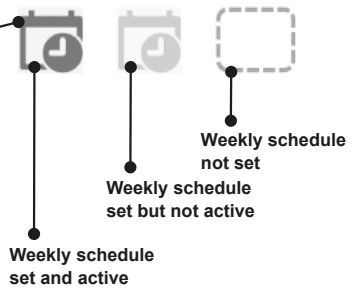 Weekly schedule
not set
Weekly schedule
set but not active
Weekly schedule
set and active